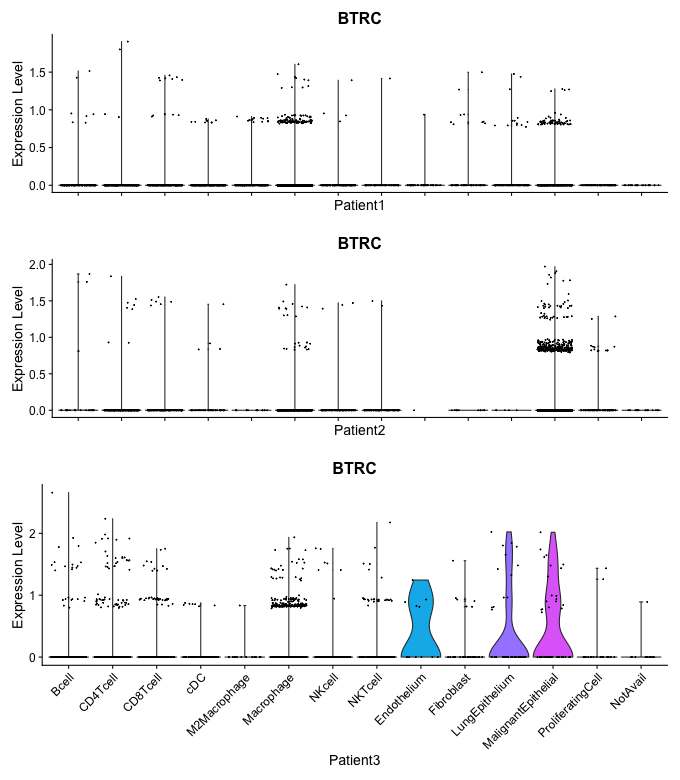 BTRC
Expression Level
1.5
1.0
0.5
0.0
Patient1
BTRC
Expression Level
2.0
1.5
1.0
0.5
0.0
Patient2
BTRC
Expression Level
2
1
0
Bcell
CD4Tcell
CD8Tcell
cDC
M2Macrophage
Macrophage
NKcell
NKTcell
Endothelium
Fibroblast
LungEpithelium
MalignantEpithelial
ProliferatingCell
NotAvail
Patient3